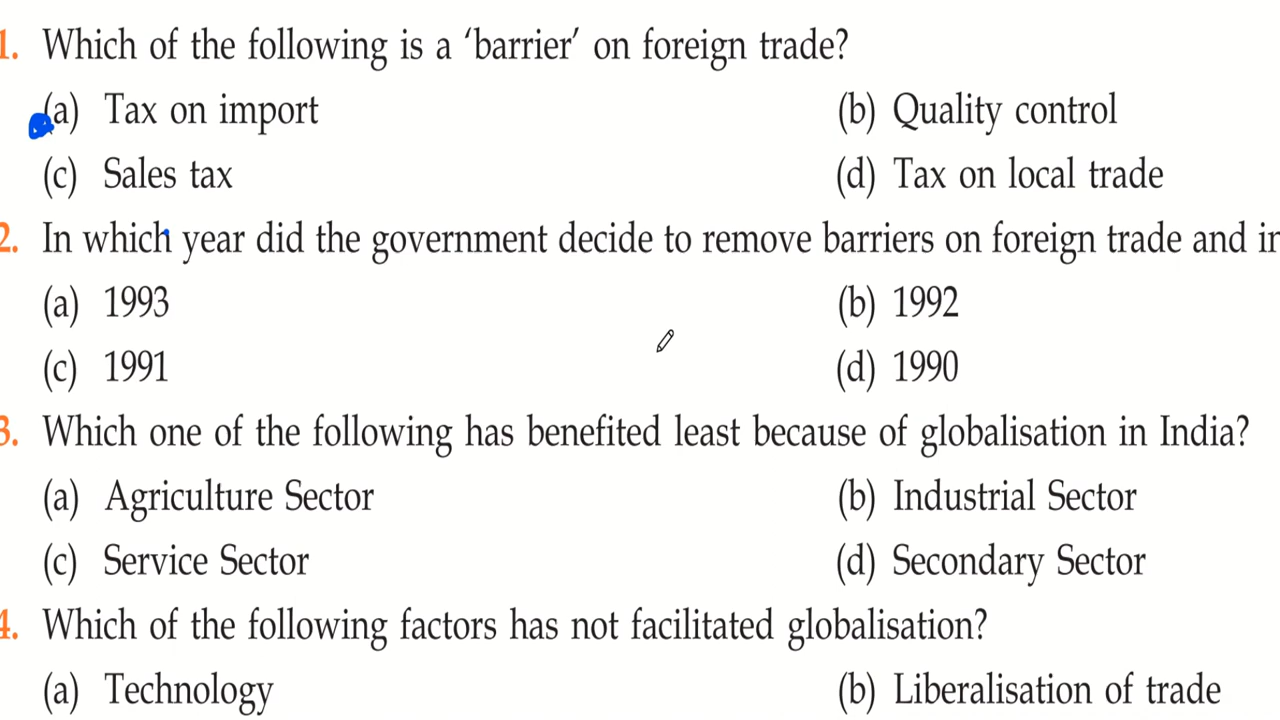 1. Which of the following is a ‘barrier’ on foreign trade?
(a) Tax on import (b) Quality control
(c) Sales tax (d) Tax on local trade
2. In which year did the government decide to remove barriers on foreign trade and in
(a) 1993 (b) 1992
(c) 1991 (d) 1990
3. Which one of the following has benefited least because of globalisation in India?
(a) Agriculture Sector (b) Industrial Sector
(c) Service Sector (d) Secondary Sector
4. Which of the following factors has not facilitated globalisation?
(a) Technology (b) Liberalisation of trade